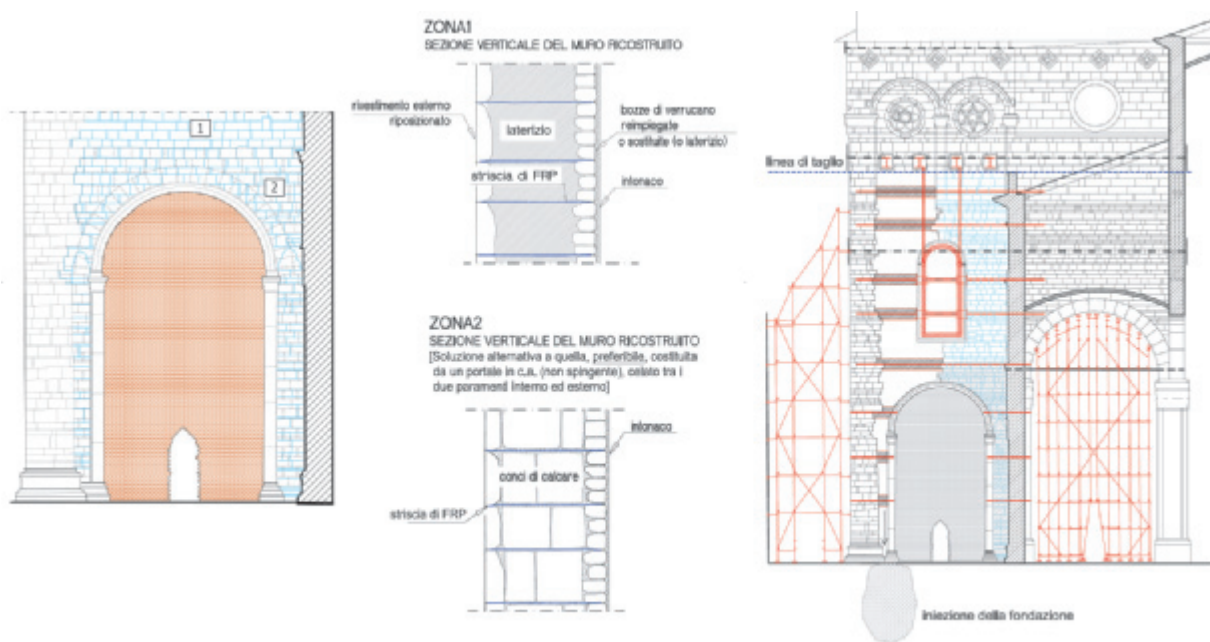 1
2
ZONA1
SEZIONE VERTICALE DEL MURO RICOSTRUITO
rivestimento esterno
riposizionato
laterizio
bozze di verrucano
reimpiegate
o sostituite (o laterizio)
striscia di FRP
intonaco
ZONA2
SEZIONE VERTICALE DEL MURO RICOSTRUITO
[Soluzione alternativa a quella, preferibile, costituita
da un portale in c.a. (non spingente), celato tra i
due paramenti interno ed esterno]
intonaco
conci di calcare
striscia di FRP
linea di taglio
iniezione della fondazione